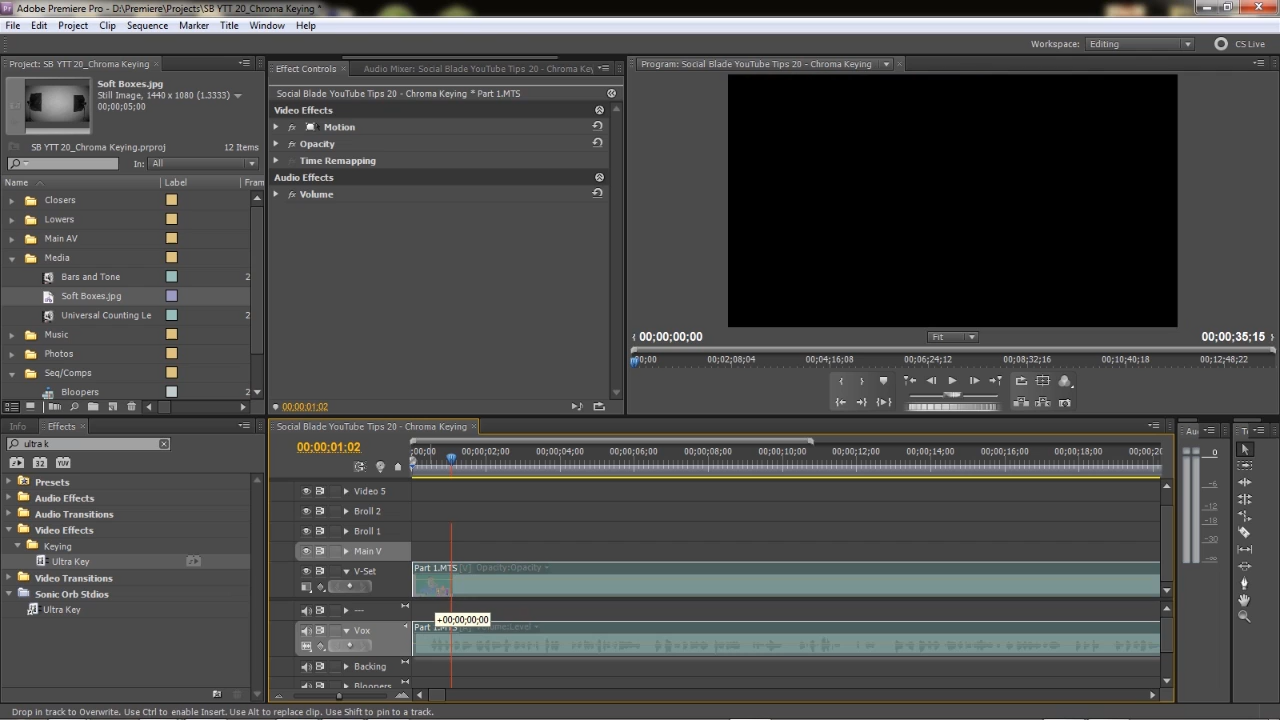 Adobe Premiere Pro - D:\Premiere\Projects\SB YTT 20_Chroma Keying *
File Edit Project Clip Sequence Marker Title Window Help
Workspace: Editing CS Live
Project: SB YTT 20_Chroma Keying
Soft Boxes.jpg
Still Image, 1440 x 1080 (1.3333)
00;00;05;00
SB YTT 20_Chroma Keying.prproj 12 Items
In: All
Name Label Fram
Closers
Lowers
Main AV
Media
Bars and Tone 2
Soft Boxes.jpg
Universal Counting Le 2
Music
Photos
Seq/Comps
Bloopers
Effect Controls Audio Mixer: Social Blade YouTube Tips 20 - Chroma Key
Social Blade YouTube Tips 20 - Chroma Keying * Part 1.MTS
Video Effects
fx Motion
fx Opacity
fx Time Remapping
Audio Effects
fx Volume
00;00;01;02
Program: Social Blade YouTube Tips 20 - Chroma Keying
00;00;00;00 Fit 00;00;35;15
;00;00 00;02;08;04 00;04;16;08 00;06;24;12 00;08;32;16 00;10;40;18 00;12;48;22
Info Effects
ultra k
32 YUV
Presets
Audio Effects
Audio Transitions
Video Effects
Keying
Ultra Key
Video Transitions
Sonic Orb Stdios
Ultra Key
Social Blade YouTube Tips 20 - Chroma Keying
00;00;01;02
;00;00 00;00;02;00 00;00;04;00 00;00;06;00 00;00;08;00 00;00;10;00 00;00;12;00 00;00;14;00 00;00;16;00 00;00;18;00 00;00;20
Video 5
Broll 2
Broll 1
Main V
V-Set
Part 1.MTS [V] Opacity:Opacity
---
+00;00;00;00
Vox
Backing
Bloopers
Au
0
-6
-12
-18
-30
-∞
T
Drop in track to Overwrite. Use Ctrl to enable Insert. Use Alt to replace clip. Use Shift to pin to a track.